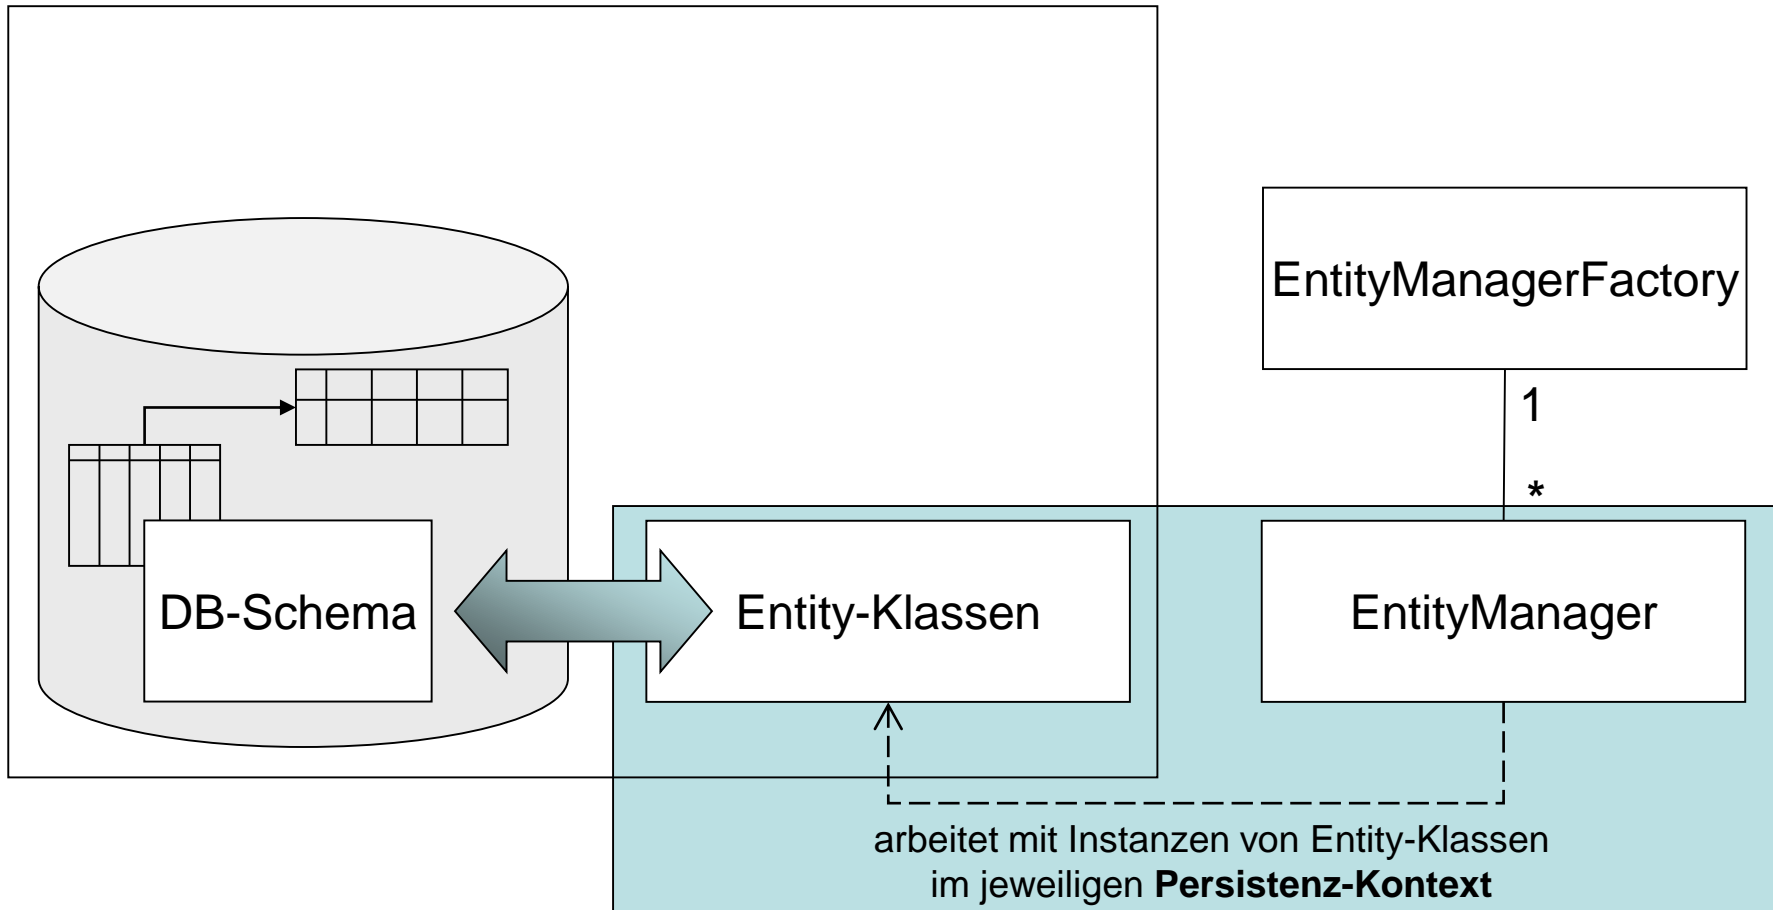 EntityManagerFactory
1
*
DB-Schema
Entity-Klassen
EntityManager
arbeitet mit Instanzen von Entity-Klassen
im jeweiligen Persistenz-Kontext